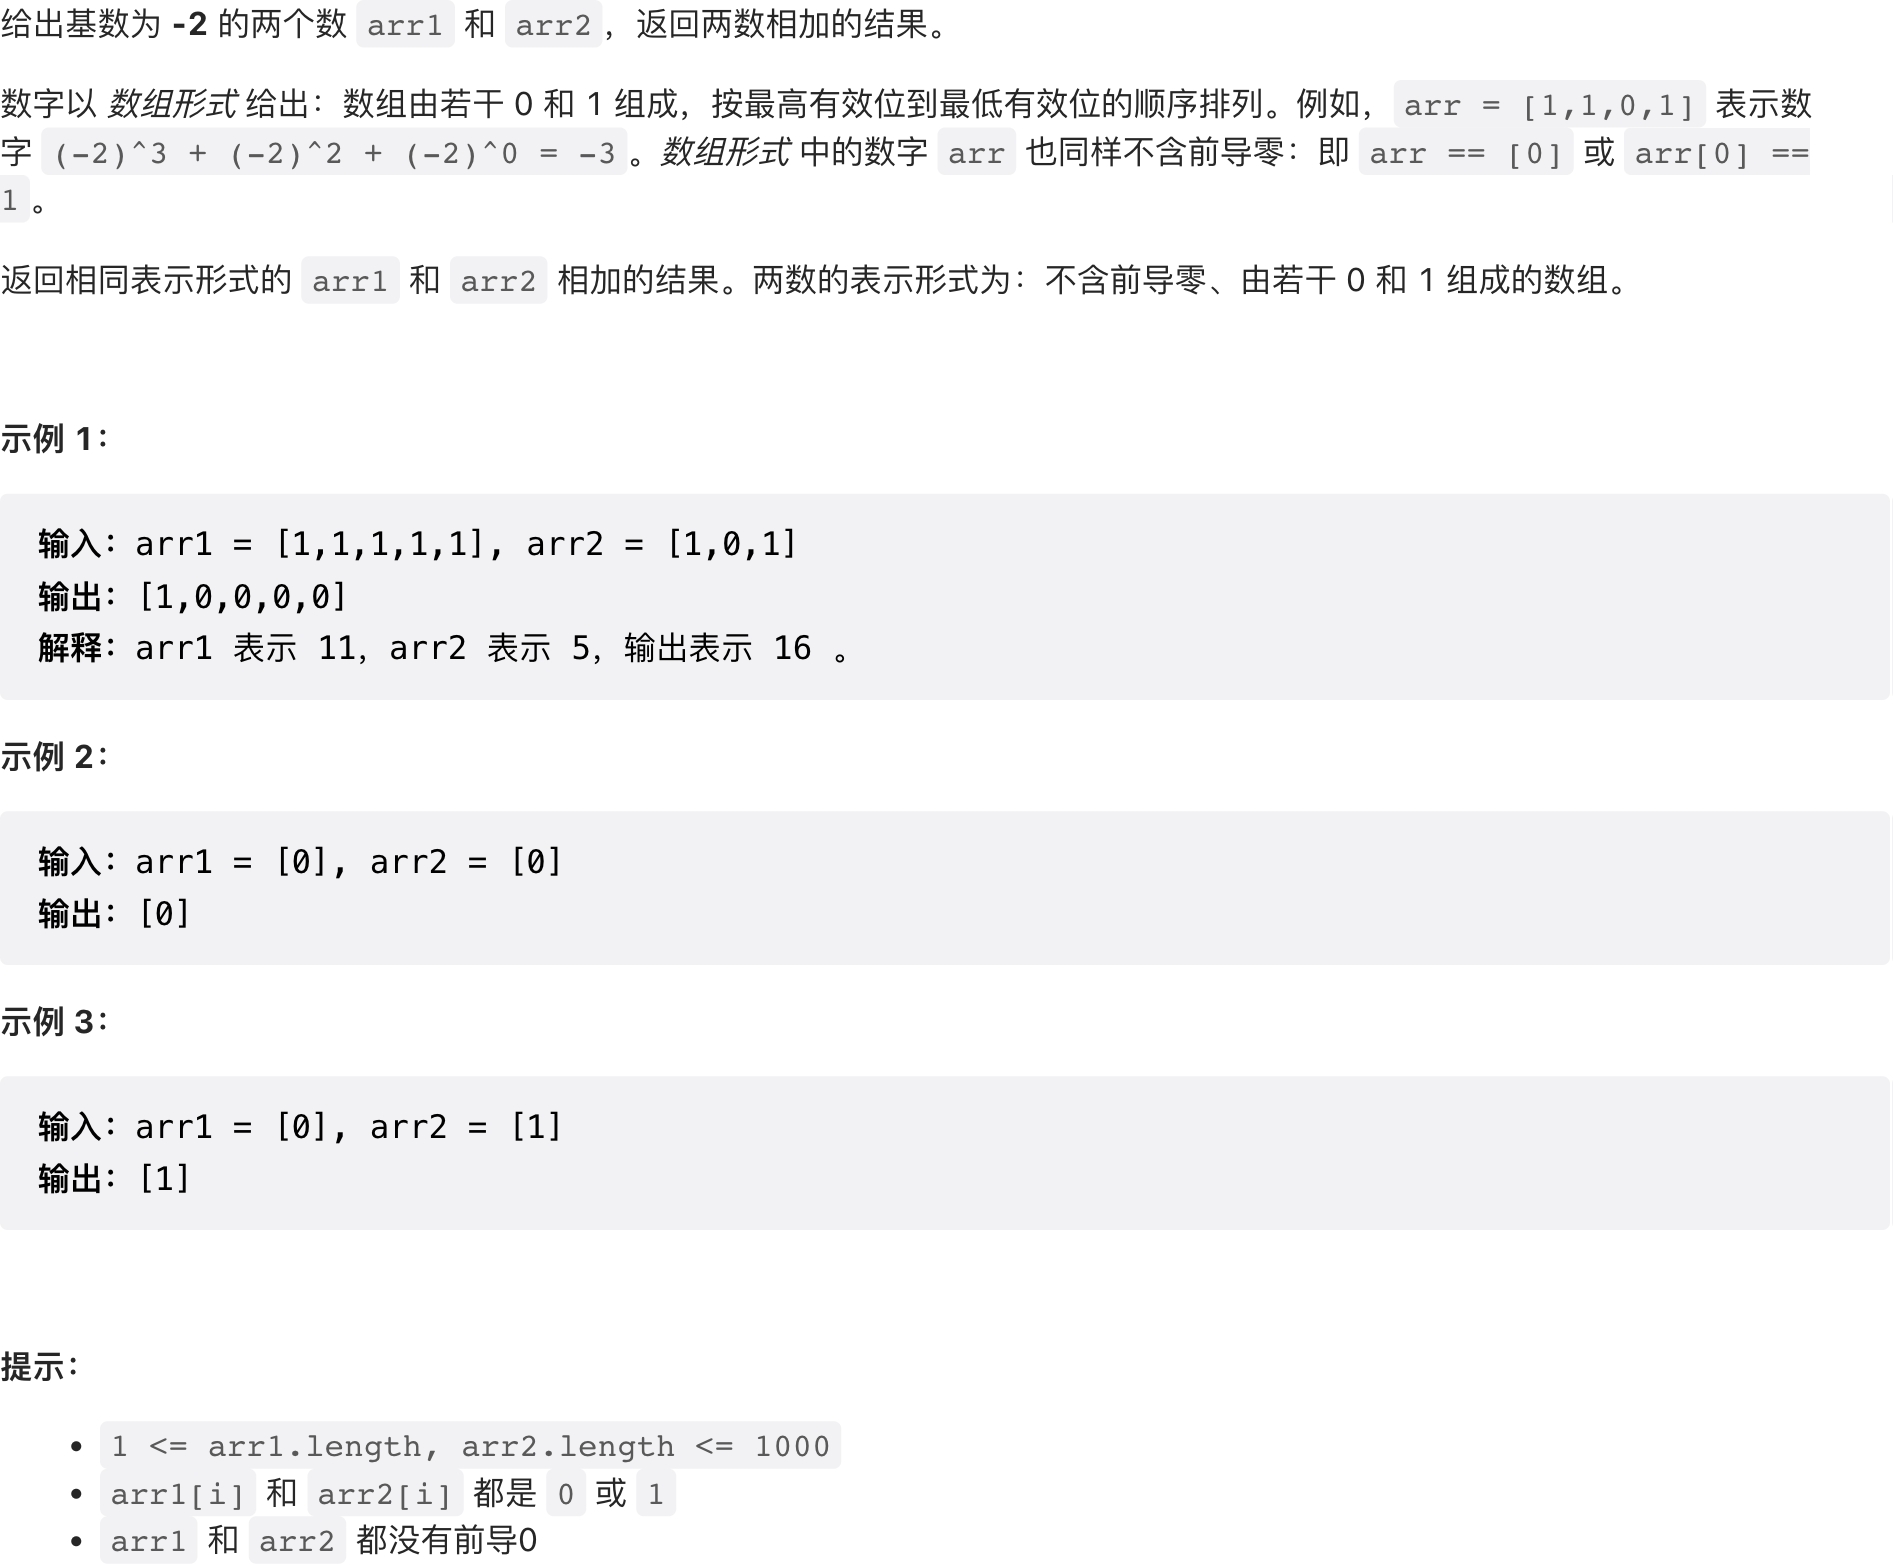 给出基数为 -2 的两个数 arr1 和 arr2，返回两数相加的结果。
数字以 数组形式 给出：数组由若干 0 和 1 组成，按最高有效位到最低有效位的顺序排列。例如，arr = [1,1,0,1] 表示数
字 (-2)^3 + (-2)^2 + (-2)^0 = -3。数组形式 中的数字 arr 也同样不含前导零：即 arr == [0] 或 arr[0] ==
1。
返回相同表示形式的 arr1 和 arr2 相加的结果。两数的表示形式为：不含前导零、由若干 0 和 1 组成的数组。
示例 1：
输入：arr1 = [1,1,1,1,1], arr2 = [1,0,1]
输出：[1,0,0,0,0]
解释：arr1 表示 11，arr2 表示 5，输出表示 16 。
示例 2：
输入：arr1 = [0], arr2 = [0]
输出：[0]
示例 3：
输入：arr1 = [0], arr2 = [1]
输出：[1]
提示：
• 1 <= arr1.length, arr2.length <= 1000
• arr1[i] 和 arr2[i] 都是 0 或 1
• arr1 和 arr2 都没有前导0